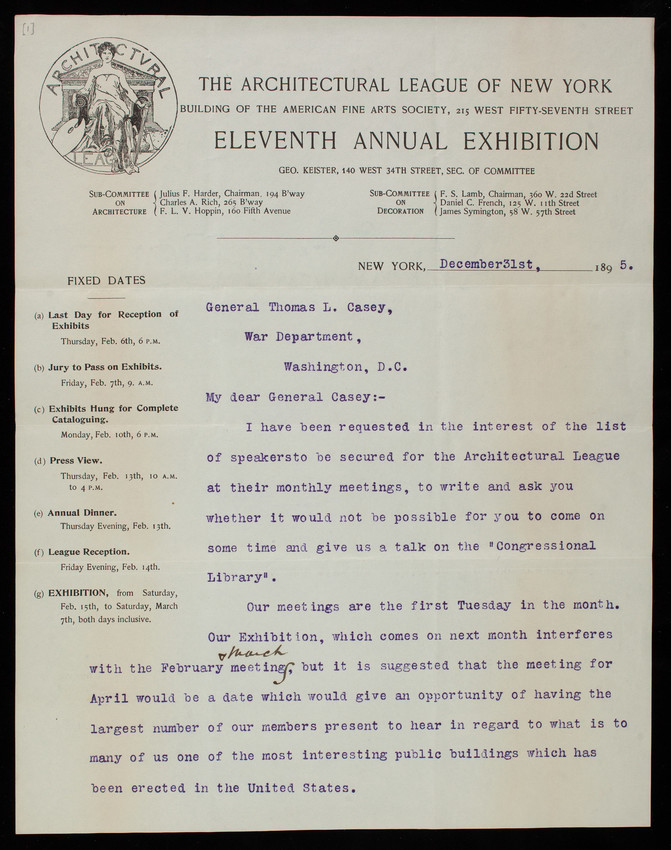 [1]
ARCHITECTVRAL
LEAGUE
THE ARCHITECTURAL LEAGUE OF NEW YORK
BUILDING OF THE AMERICAN FINE ARTS SOCIETY, 215 WEST FIFTY-SEVENTH STREET
ELEVENTH ANNUAL EXHIBITION
GEO. KEISTER, 140 WEST 34TH STREET, SEC. OF COMMITTEE
SUB-COMMITTEE ON ARCHITECTURE
Julius F. Harder, Chairman, 194 B'way
Charles A. Rich, 265 B'way
F. L. V. Hoppin, 160 Fifth Avenue
SUB-COMMITTEE ON DECORATION
F. S. Lamb, Chairman, 360 W. 22d Street
Daniel C. French, 125 W. 11th Street
James Symington, 58 W. 57th Street
NEW YORK, December31st, 1895.
FIXED DATES
(a) Last Day for Reception of
Exhibits
Thursday, Feb. 6th, 6 P.M.
(b) Jury to Pass on Exhibits.
Friday, Feb. 7th, 9. A.M.
(c) Exhibits Hung for Complete
Cataloguing.
Monday, Feb. 10th, 6 P.M.
(d) Press View.
Thursday, Feb. 13th, 10 A.M.
to 4 P.M.
(e) Annual Dinner.
Thursday Evening, Feb. 13th.
(f) League Reception.
Friday Evening, Feb. 14th.
(g) EXHIBITION, from Saturday,
Feb. 15th, to Saturday, March
7th, both days inclusive.
General Thomas L. Casey,
War Department,
Washington, D.C.
My dear General Casey:-
I have been requested in the interest of the list
of speakersto be secured for the Architectural League
at their monthly meetings, to write and ask you
whether it would not be possible for you to come on
some time and give us a talk on the "Congressional
Library".
Our meetings are the first Tuesday in the month.
Our Exhibition, which comes on next month interferes
& March
with the February meetings, but it is suggested that the meeting for
April would be a date which would give an opportunity of having the
largest number of our members present to hear in regard to what is to
many of us one of the most interesting public buildings which has
been erected in the United States.